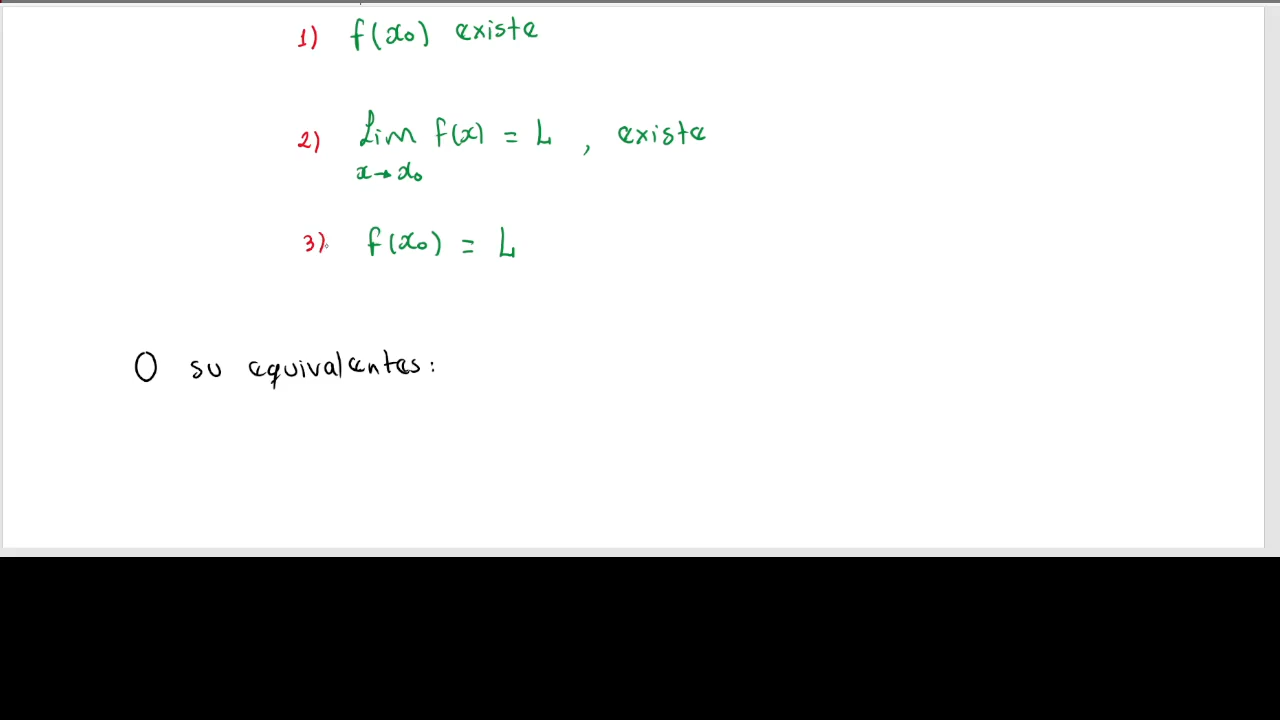 1) f(x₀) existe
2) Lim f(x) = L , existe
x→x₀
3) f(x₀) = L
O su equivalentes: